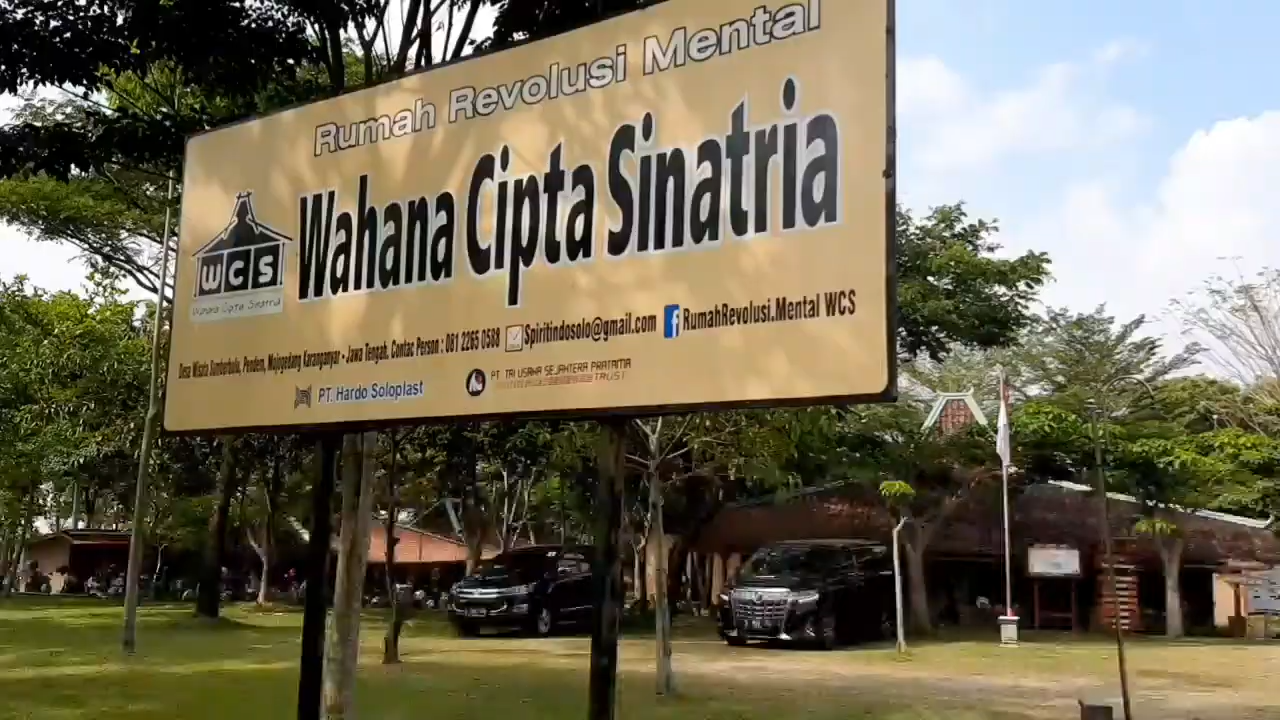 Rumah Revolusi Mental
Wahana Cipta Sinatria
WCS
Wahana Cipta Sinatria
Desa Wisata Sumberbulu, Pendem, Mojogedang Karanganyar - Jawa Tengah. Contac Person : 081 2265 0588 Spiritindosolo@gmail.com f RumahRevolusi.Mental WCS
PT. Hardo Soloplast
PT. TRI USAHA SEJAHTERA PRATAMA
TRUST